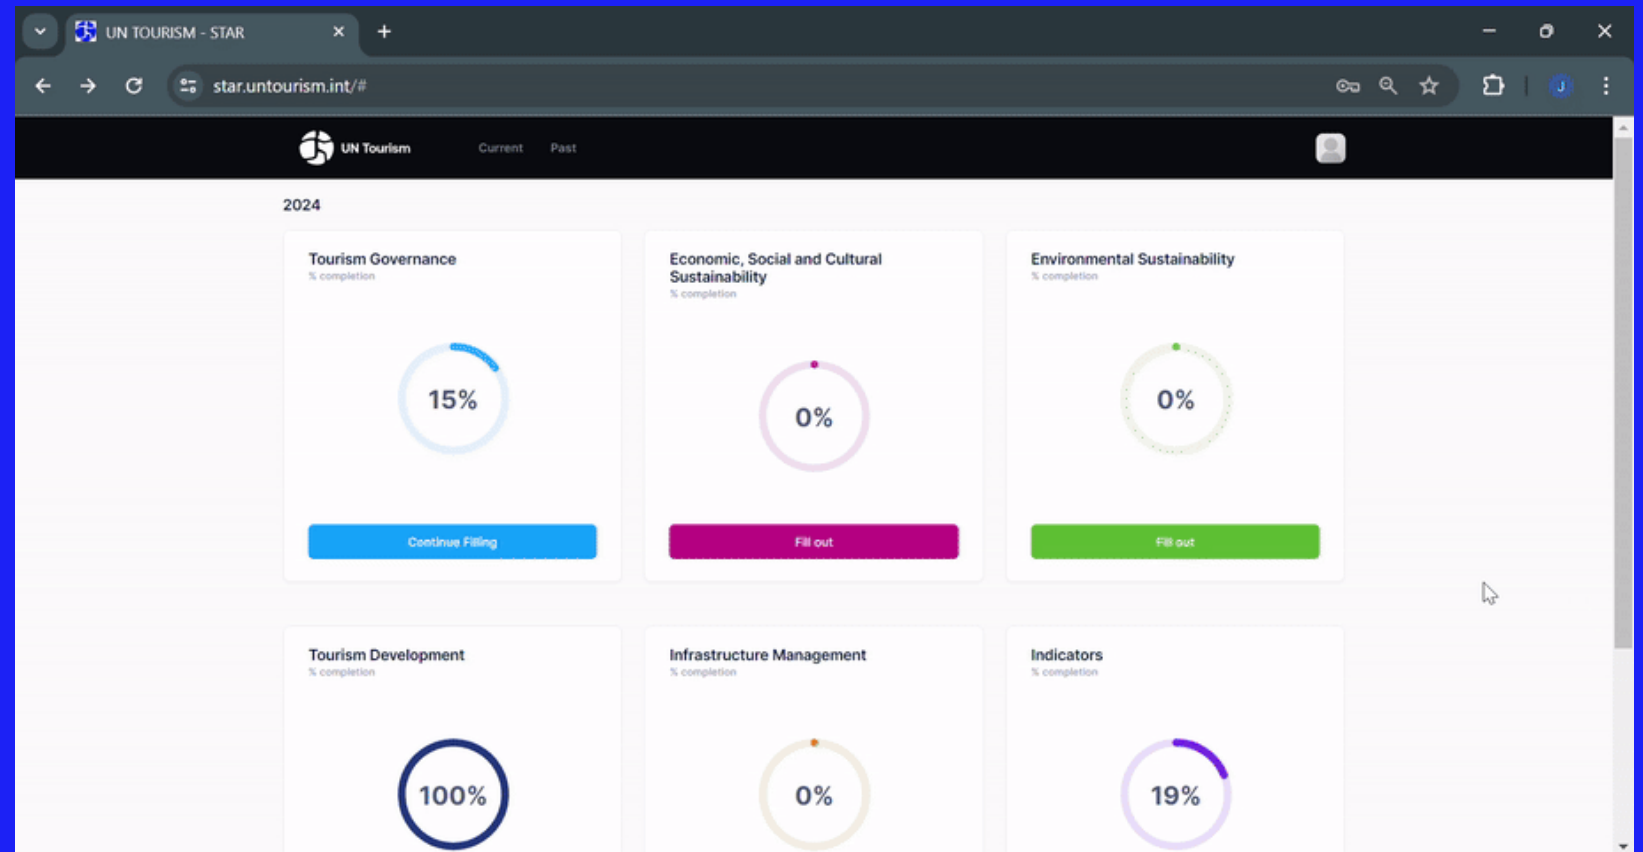 UN TOURISM - STAR
star.untourism.int/#
J
UN Tourism
Current
Past
2024
Tourism Governance
% completion
15%
Continue Filling
Economic, Social and Cultural
Sustainability
% completion
0%
Fill out
Environmental Sustainability
% completion
0%
Fill out
Tourism Development
% completion
100%
Infrastructure Management
% completion
0%
Indicators
% completion
19%